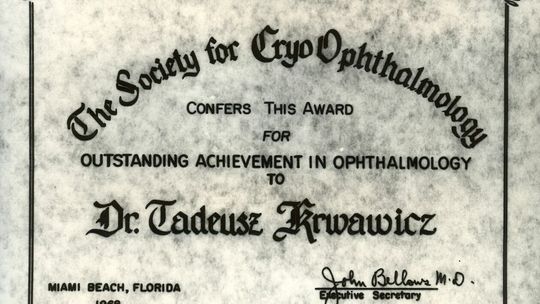 The Society for Cryo Ophthalmology
CONFERS THIS AWARD
FOR
OUTSTANDING ACHIEVEMENT IN OPHTHALMOLOGY
TO
Dr. Tadeusz Krwawicz
John Bellows M.D.
MIAMI BEACH, FLORIDA
Executive Secretary